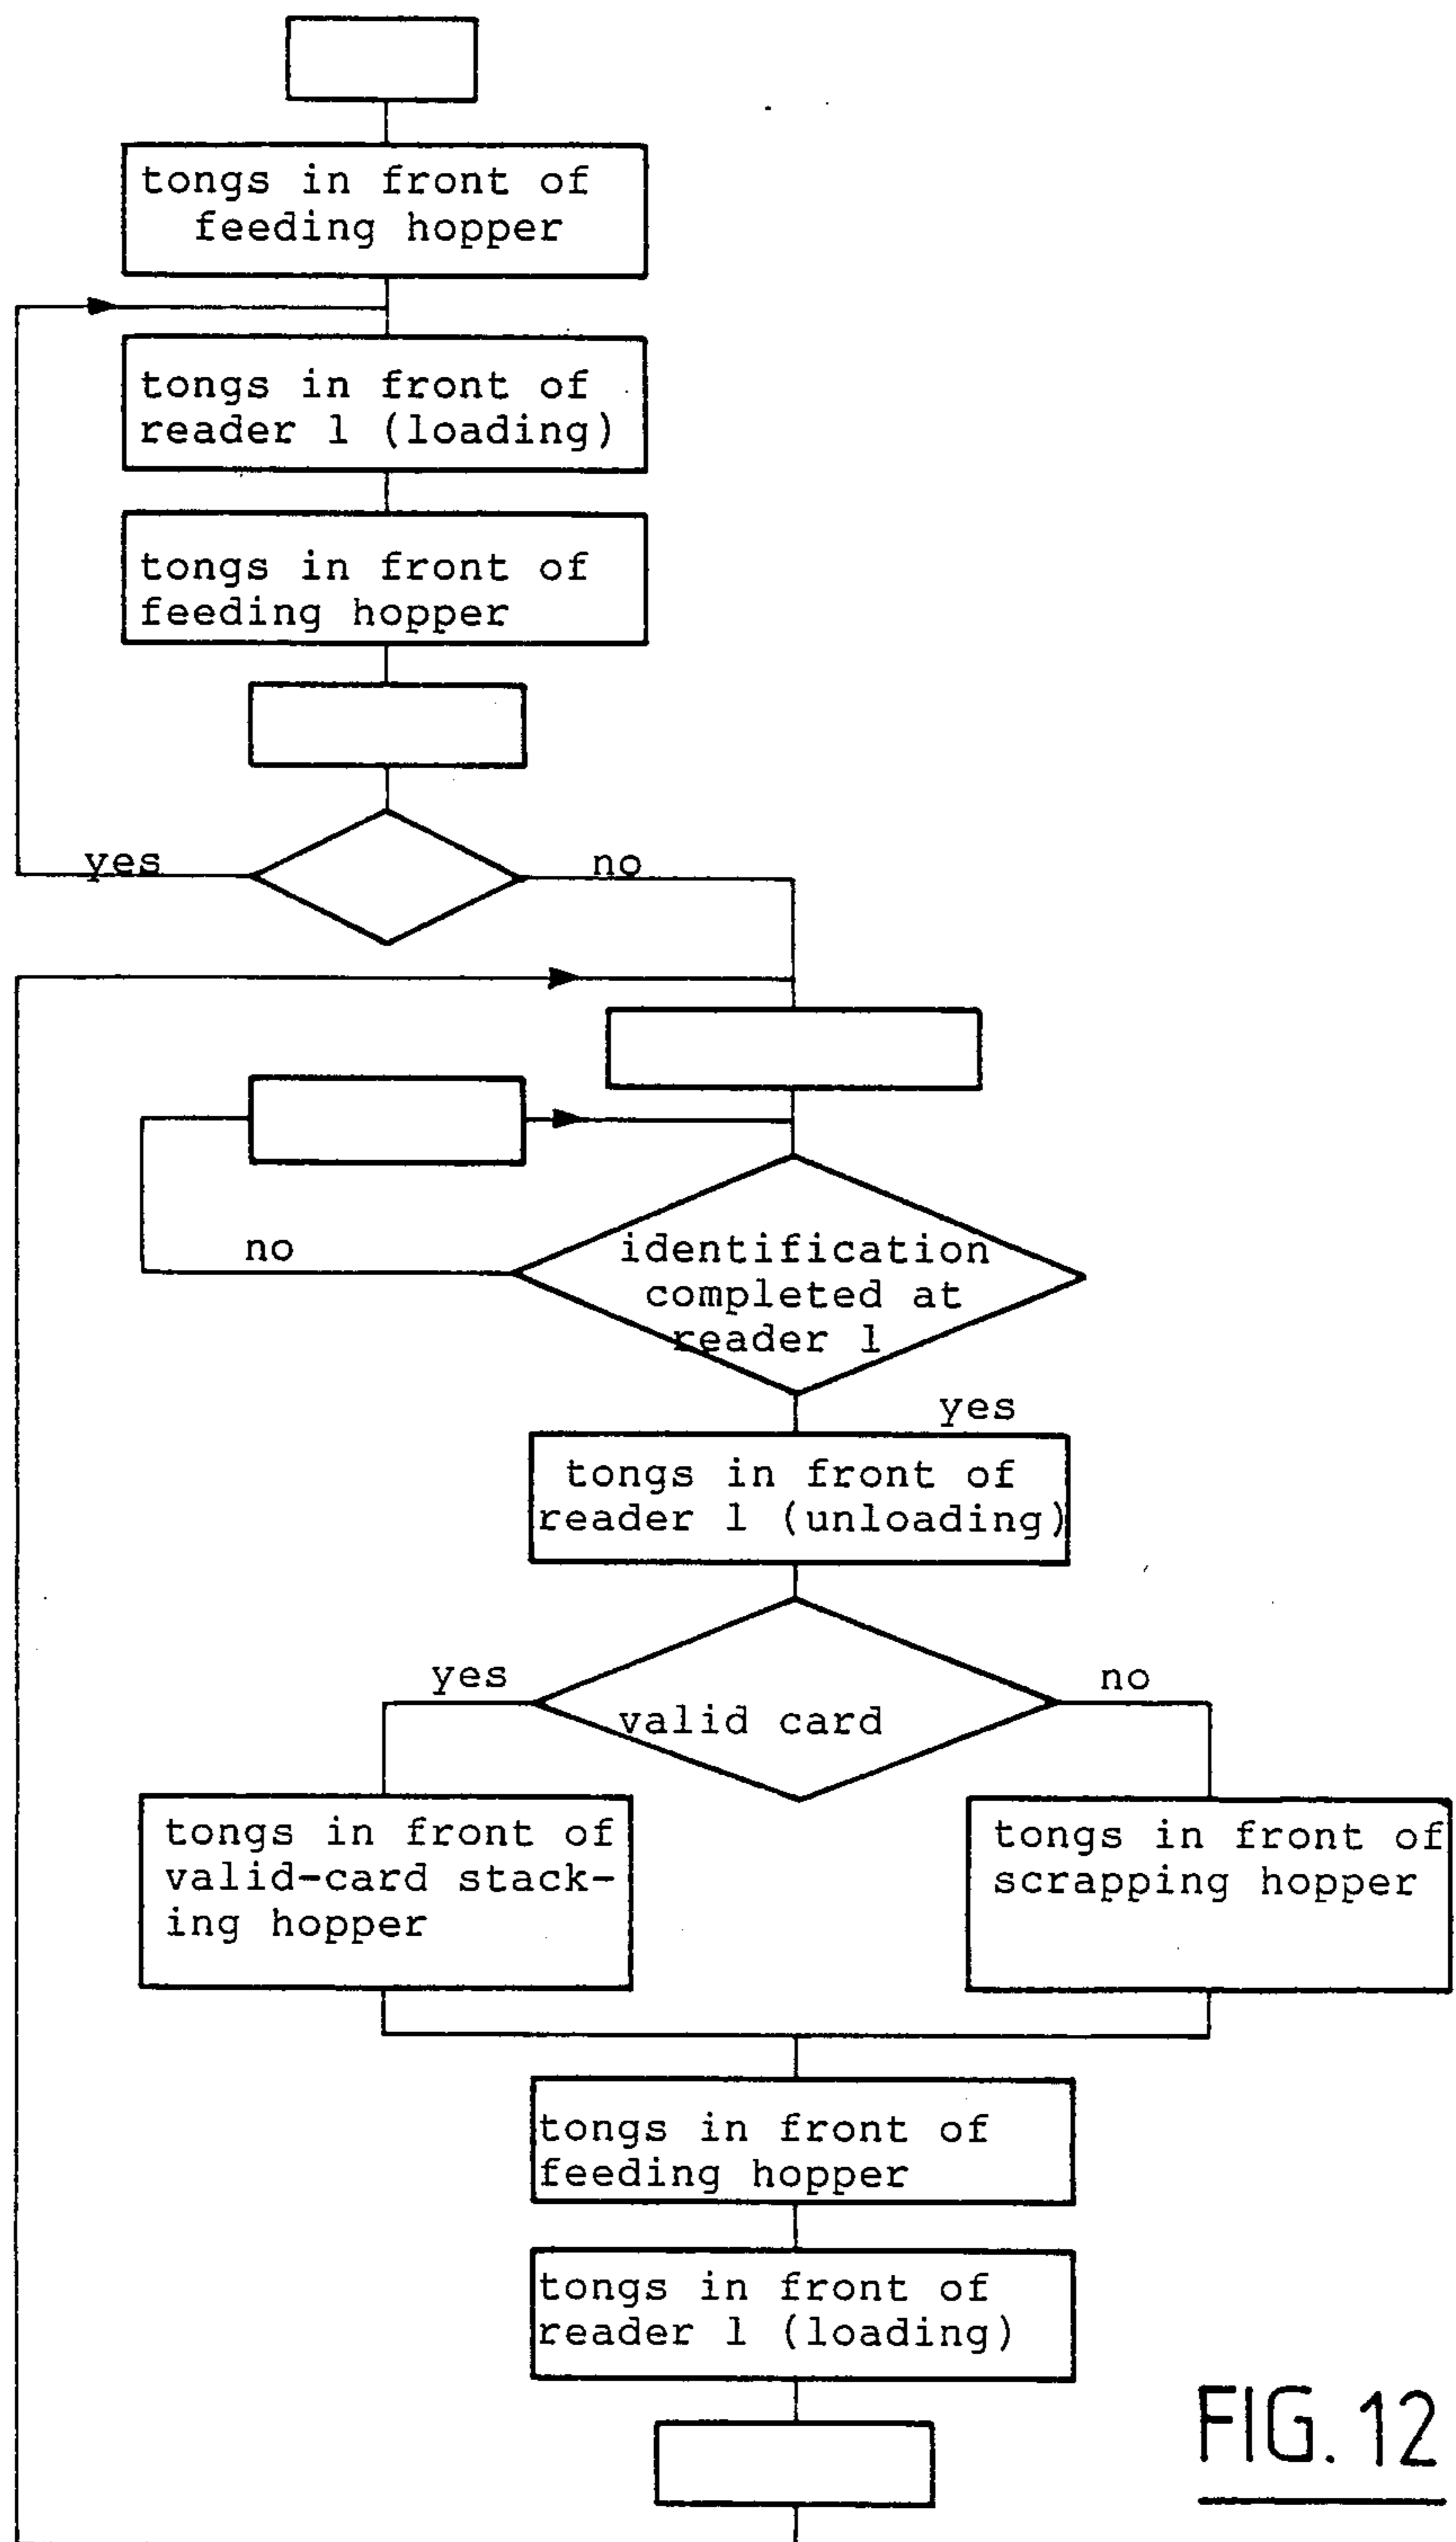 tongs in front of
feeding hopper
tongs in front of
reader 1 (loading)
tongs in front of
feeding hopper
yes
no
no
identification
completed at
reader 1
yes
tongs in front of
reader 1 (unloading)
yes
no
valid card
tongs in front of
valid-card stack-
ing hopper
tongs in front of
scrapping hopper
tongs in front of
feeding hopper
tongs in front of
reader 1 (loading)
FIG. 12